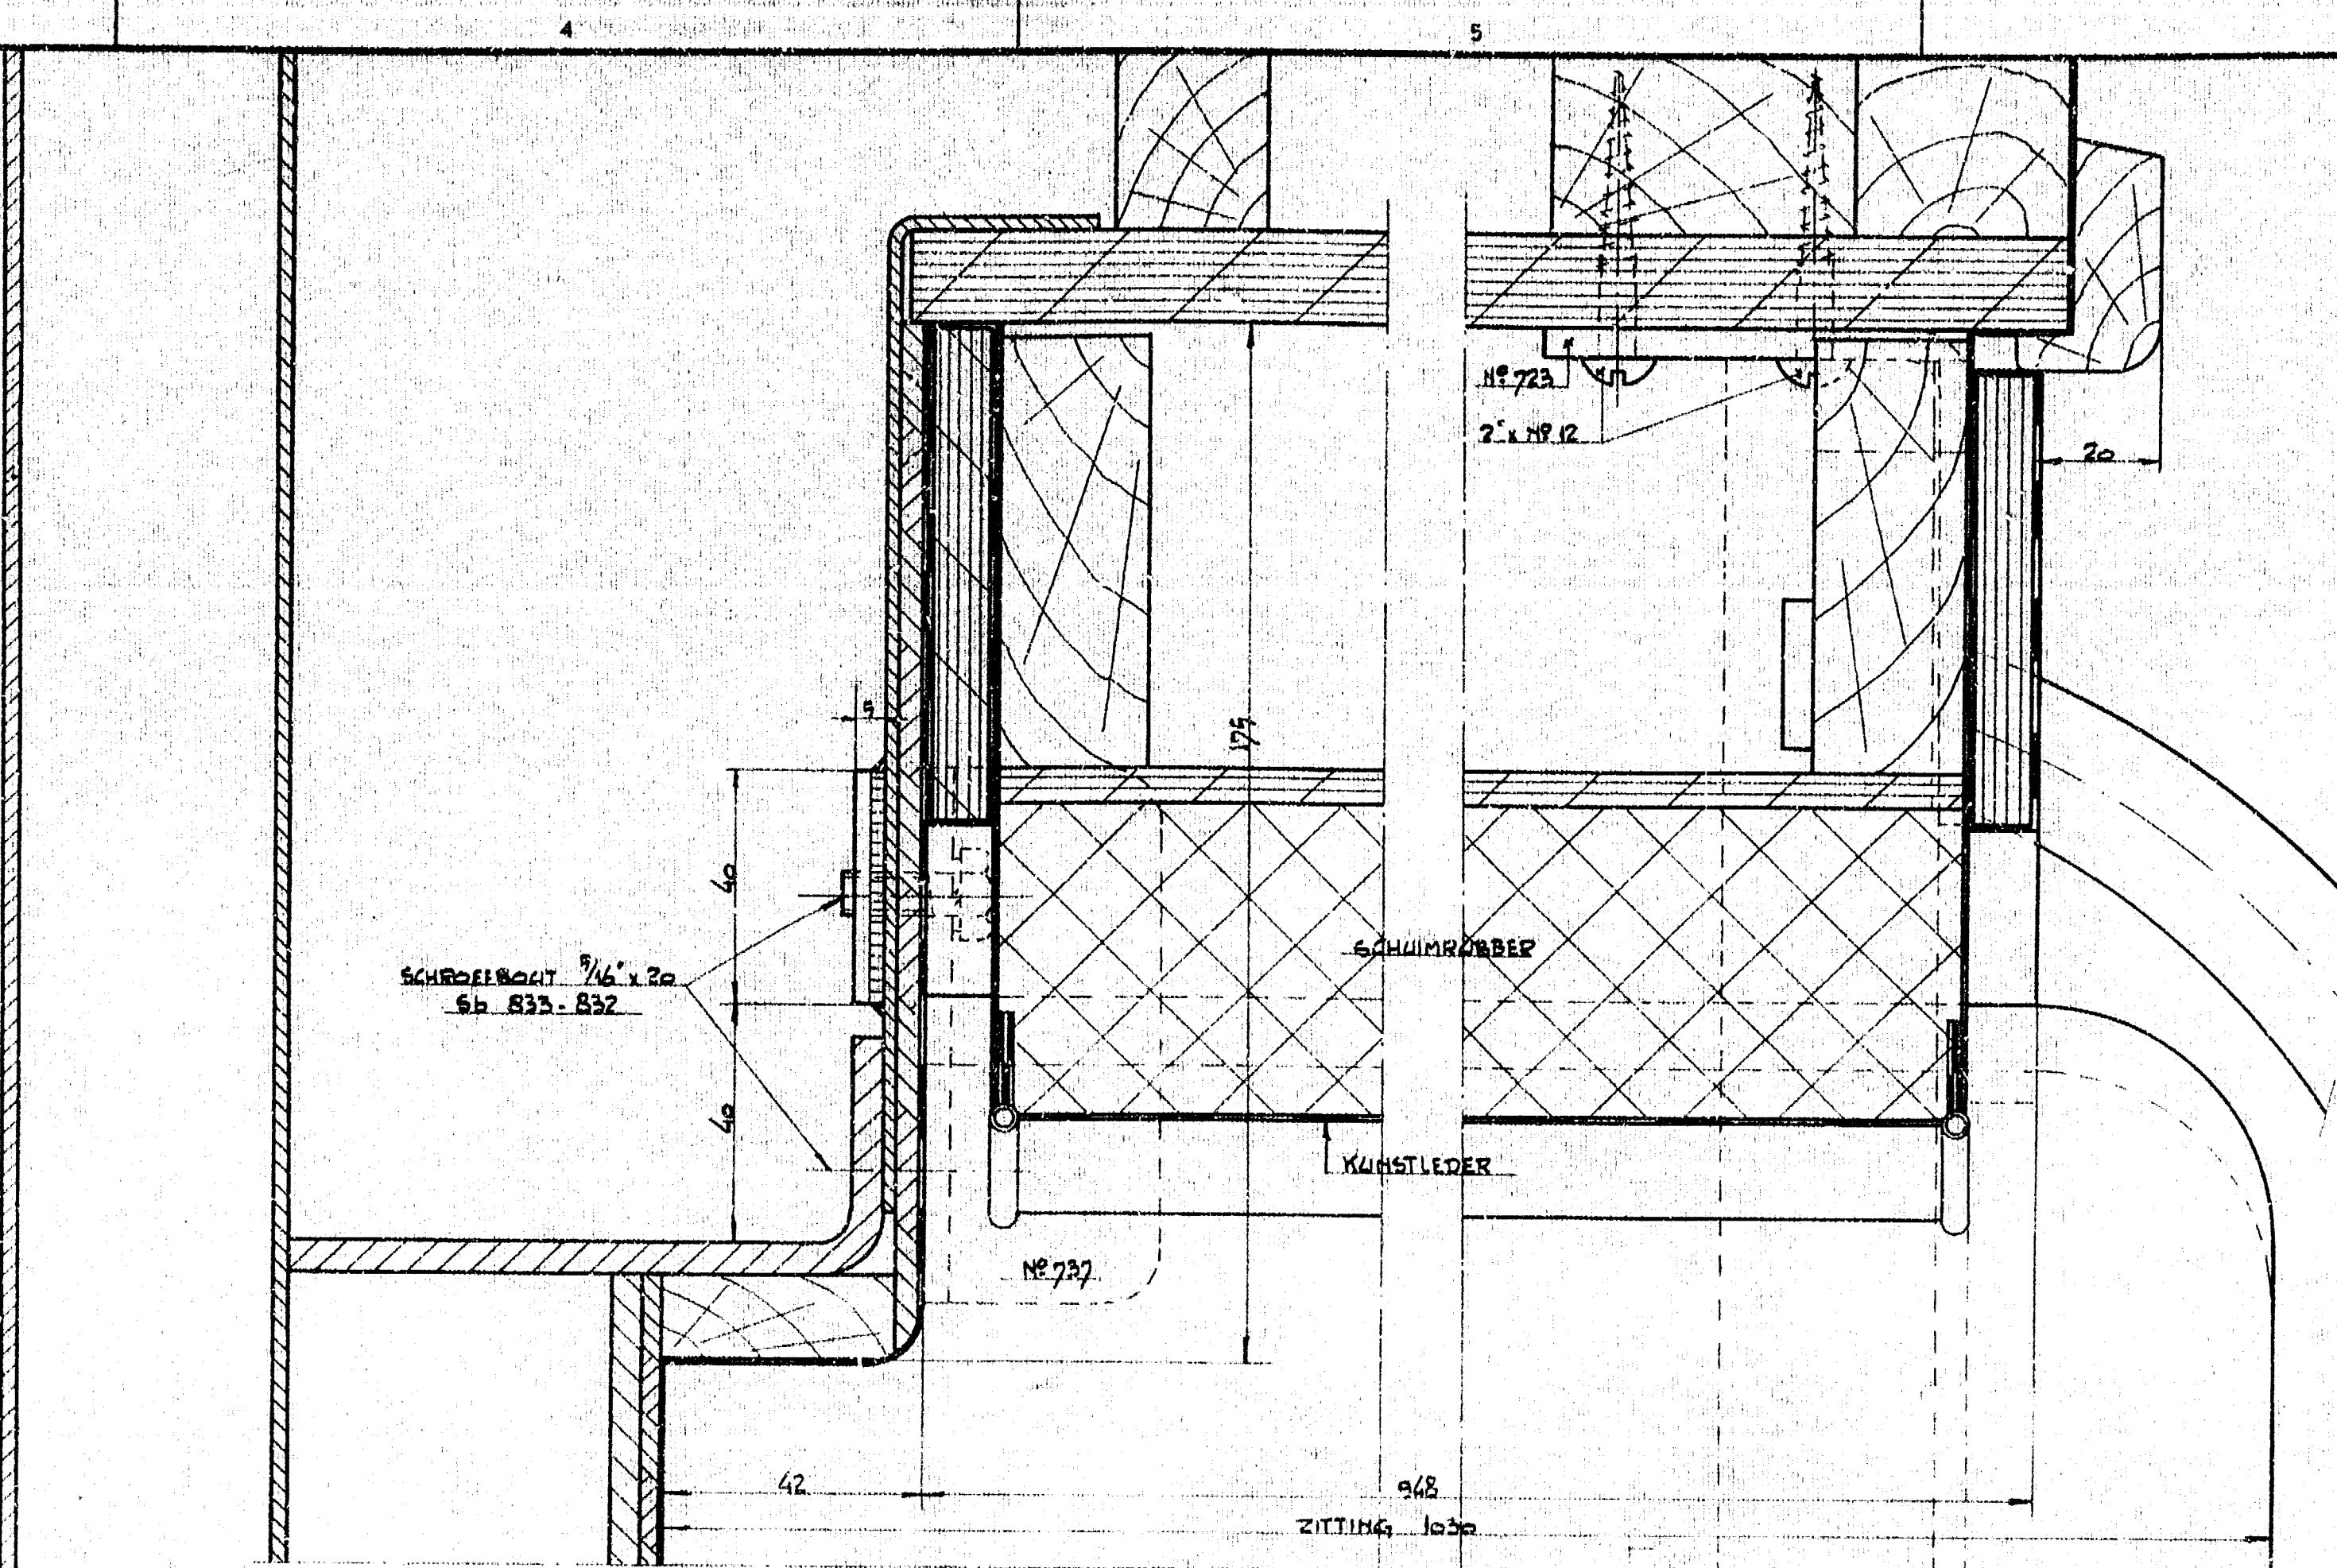 4
5
Nº 723
2" x Nº 12
20
5
175
40
SCHROEFBOUT 5/16" x 20
Sb 833 - 832
SCHUIMRUBBER
40
KUNSTLEDER
Nº 737
42
948
ZITTING 1030